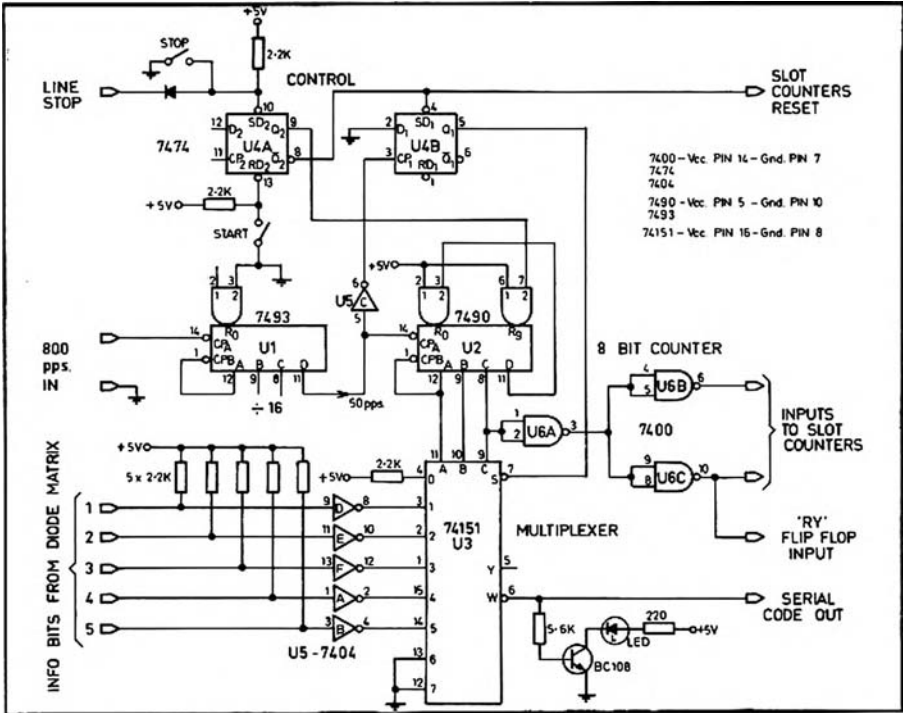 +5V
STOP
2·2K
LINE STOP
CONTROL
SLOT COUNTERS RESET
10
4
12 D2 SD2 Q2 9
2 D1 SD1 Q1 5
7474
U4A
U4B
11 CP2 RD2 Q̅2 8
3 CP1 RD1 Q̅1 6
13
1
7400 – Vcc. PIN 14 – Gnd. PIN 7
7474
7404
7490 – Vcc. PIN 5 – Gnd. PIN 10
7493
74151 – Vcc. PIN 16 – Gnd. PIN 8
2·2K
+5V
START
+5V
2 3
6
2 3
6 7
1 2
U5 C
1 2
1 2
5
7493
7490
14 R0
14 R0 R9
CPA
CPA
1 CPB U1
1 CPB U2
A B C D
A B C D
12 9 8 11
12 9 8 11
800 pps. IN
÷ 16
50 pps.
8 BIT COUNTER
4 5 U6B 6
1 2 U6A 3
7400
9 8 U6C 10
INPUTS TO SLOT COUNTERS
'RY' FLIP FLOP INPUT
+5V
5 x 2·2K
2·2K
+5V
11 10 9
A B C
4 0
S 7
INFO BITS FROM DIODE MATRIX
1
9 D 8
3 1
2
11 E 10
2 2
3
13 F 12
1 3
4
1 A 2
15 4
5
3 B 4
14 5
U5 - 7404
13 6
12 7
74151
U3
MULTIPLEXER
Y 5
W 6
SERIAL CODE OUT
5·6K
220
LED
+5V
BC108